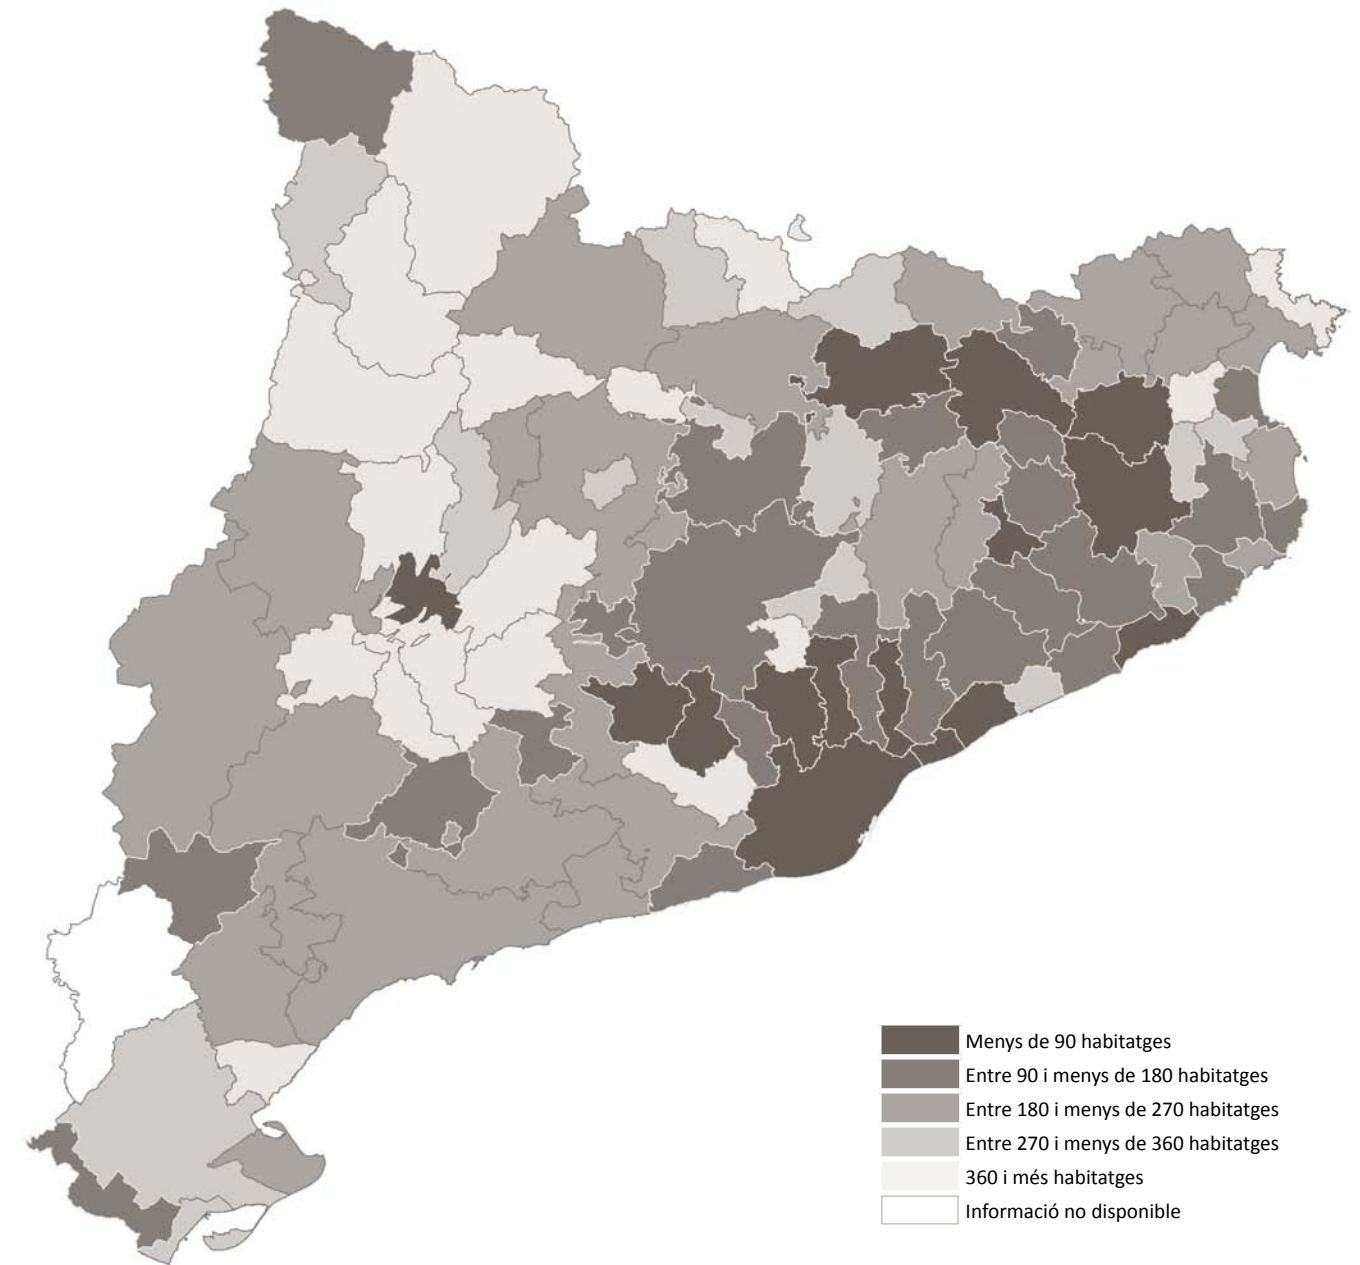 Menys de 90 habitatges
Entre 90 i menys de 180 habitatges
Entre 180 i menys de 270 habitatges
Entre 270 i menys de 360 habitatges
360 i més habitatges
Informació no disponible